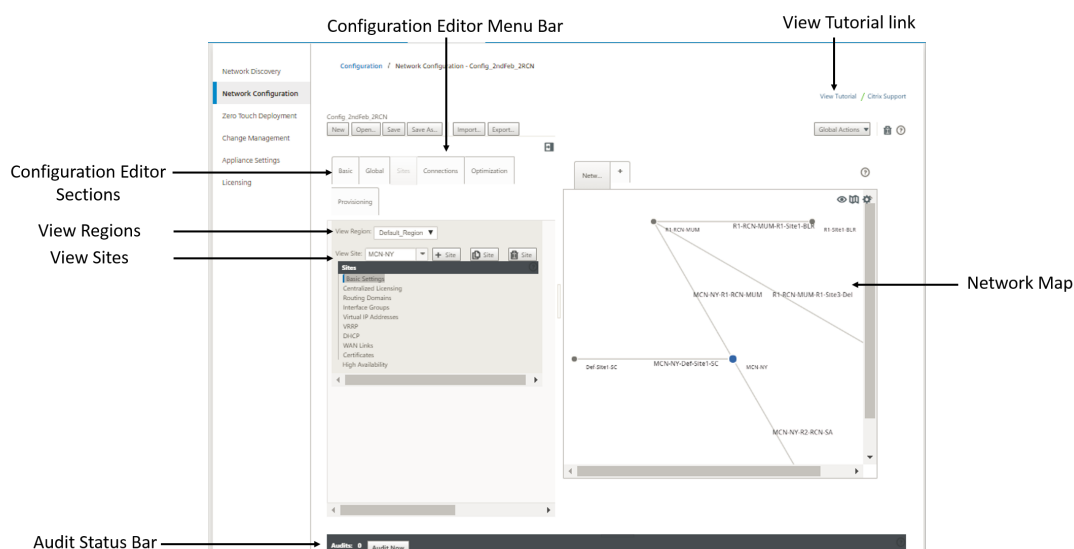 Configuration Editor Menu Bar
View Tutorial link
Network Discovery
Network Configuration
Zero Touch Deployment
Change Management
Appliance Settings
Licensing
Configuration / Network Configuration - Config_2ndFeb_2RCN
View Tutorial / Citrix Support
Config_2ndFeb_2RCN
New Open... Save Save As... Import... Export...
Global Actions
Configuration Editor
Sections
Basic Global Sites Connections Optimization
Provisioning
Netw... +
View Regions
View Region: Default_Region
View Sites
View Site: MCN-NY + Site Site Site
Sites
Basic Settings
Centralized Licensing
Routing Domains
Interface Groups
Virtual IP Addresses
VRRP
DHCP
WAN Links
Certificates
High Availability
R1-RCN-MUM
R1-RCN-MUM-R1-Site1-BLR
R1-Site1-BLR
MCN-NY-R1-RCN-MUM
R1-RCN-MUM-R1-Site3-Del
Network Map
Def-Site1-SC
MCN-NY-Def-Site1-SC
MCN-NY
MCN-NY-R2-RCN-SA
Audit Status Bar
Audits: 0 Audit Now